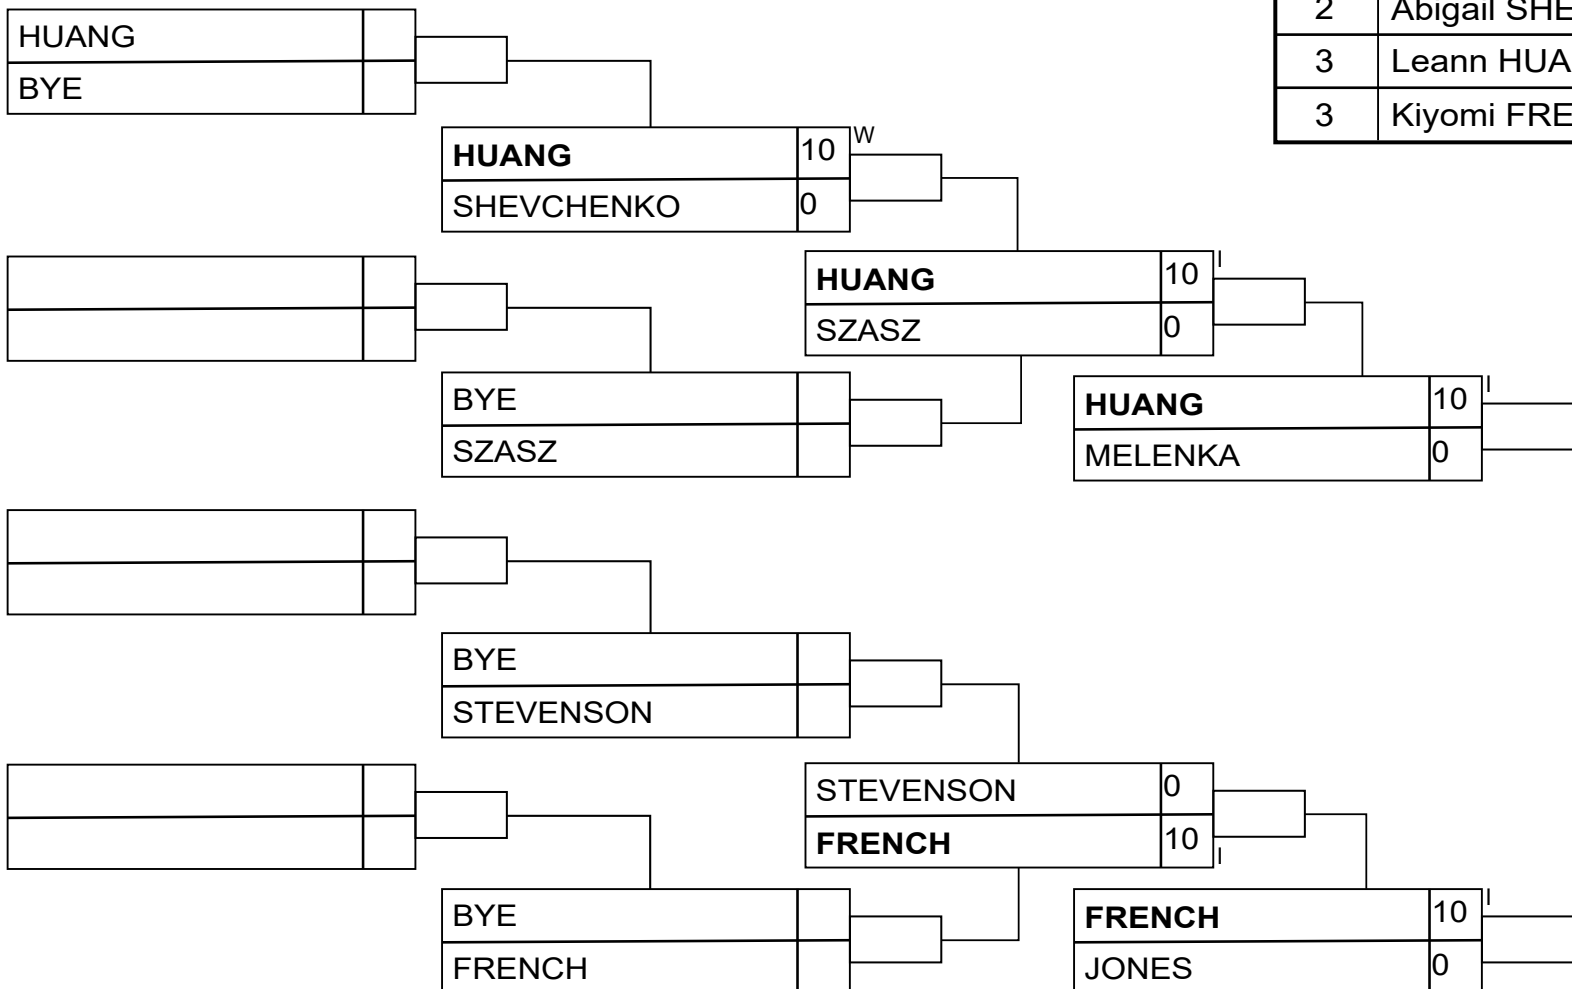 HUANG
BYE
2 Abigail SHE
3 Leann HUA
3 Kiyomi FRE
HUANG 10 W
SHEVCHENKO 0
HUANG 10 I
SZASZ 0
BYE
SZASZ
HUANG 10 I
MELENKA 0
BYE
STEVENSON
STEVENSON 0
FRENCH 10 I
BYE
FRENCH
FRENCH 10 I
JONES 0